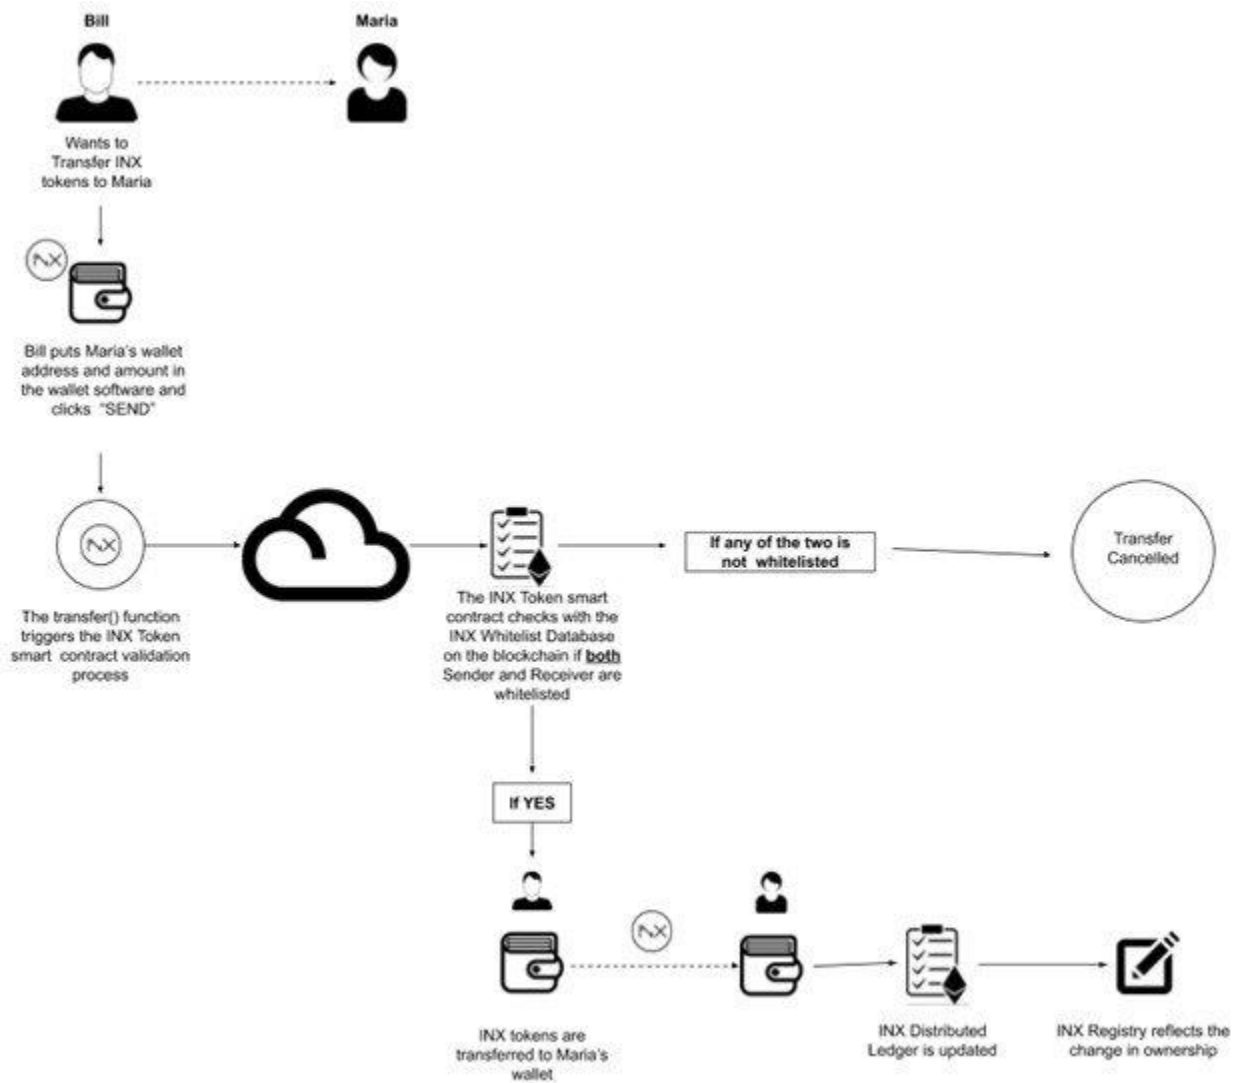 Bill
Maria
Wants to
Transfer INX
tokens to Maria
NX
Bill puts Maria's wallet
address and amount in
the wallet software and
clicks "SEND"
NX
The transfer() function
triggers the INX Token
smart contract validation
process
The INX Token smart
contract checks with the
INX Whitelist Database
on the blockchain if both
Sender and Receiver are
whitelisted
If any of the two is
not whitelisted
Transfer
Cancelled
If YES
NX
INX tokens are
transferred to Maria's
wallet
INX Distributed
Ledger is updated
INX Registry reflects the
change in ownership